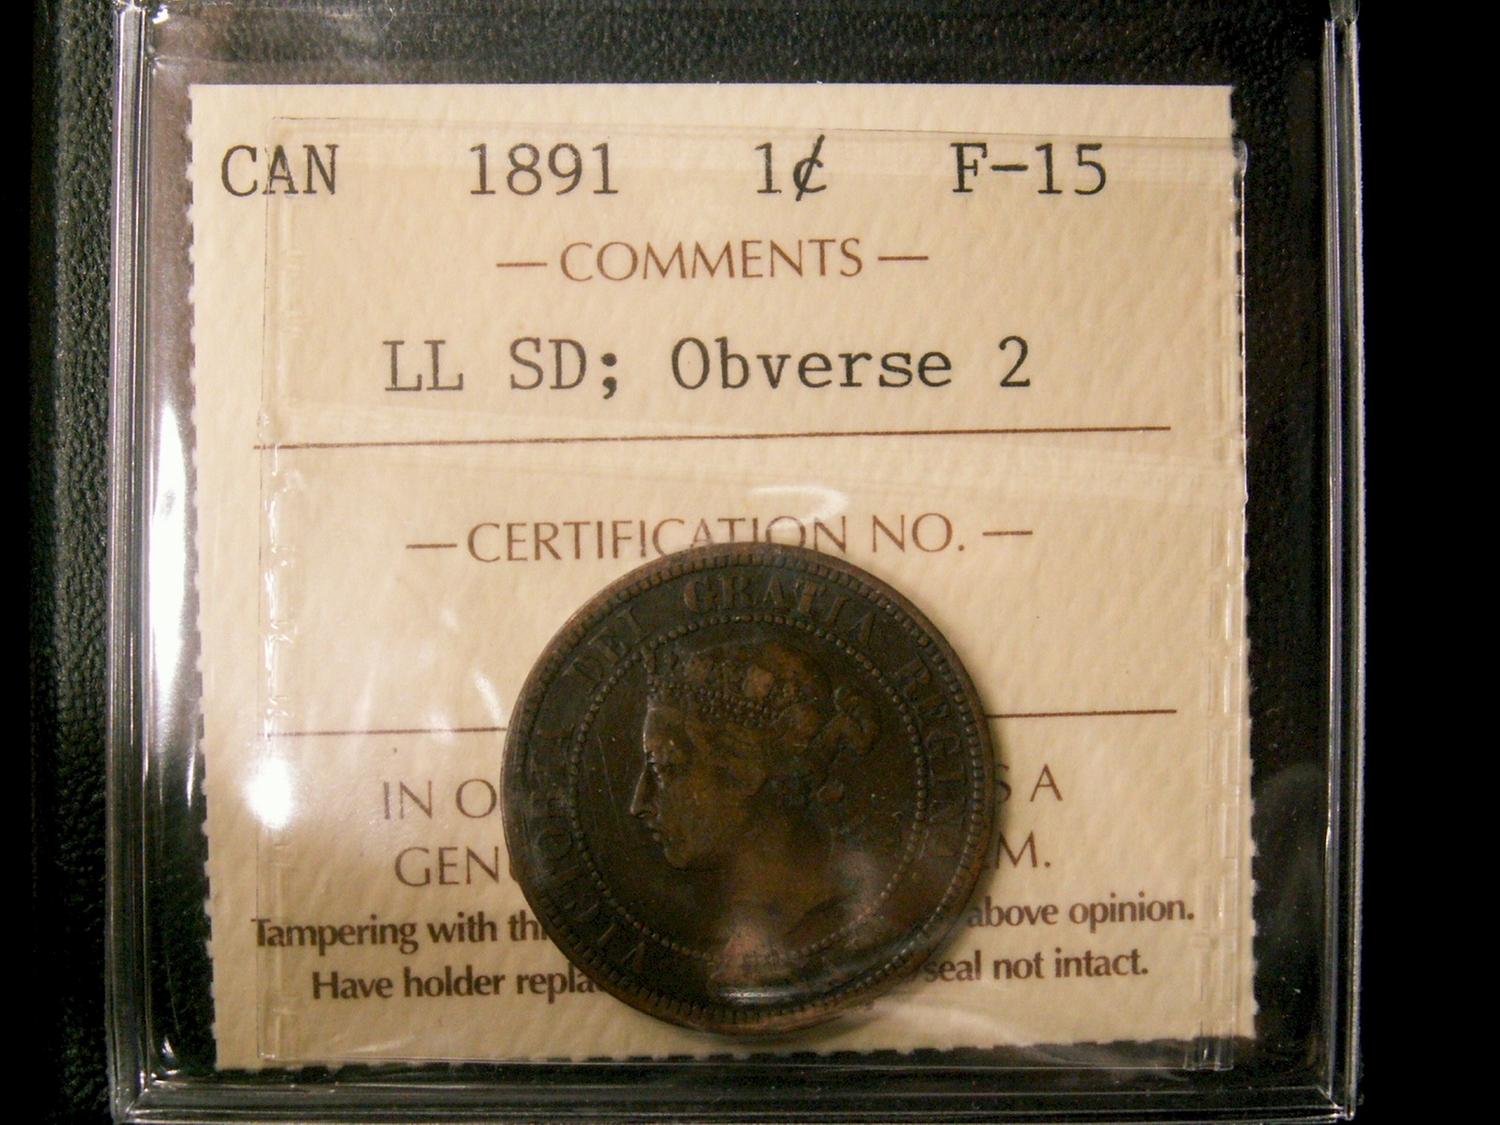 CAN 1891 1¢ F-15
— COMMENTS —
LL SD; Obverse 2
— CERTIFICATION NO. —
VICTORIA DEI GRATIA REGINA
IN O S A
GEN M.
Tampering with th above opinion.
Have holder repla seal not intact.